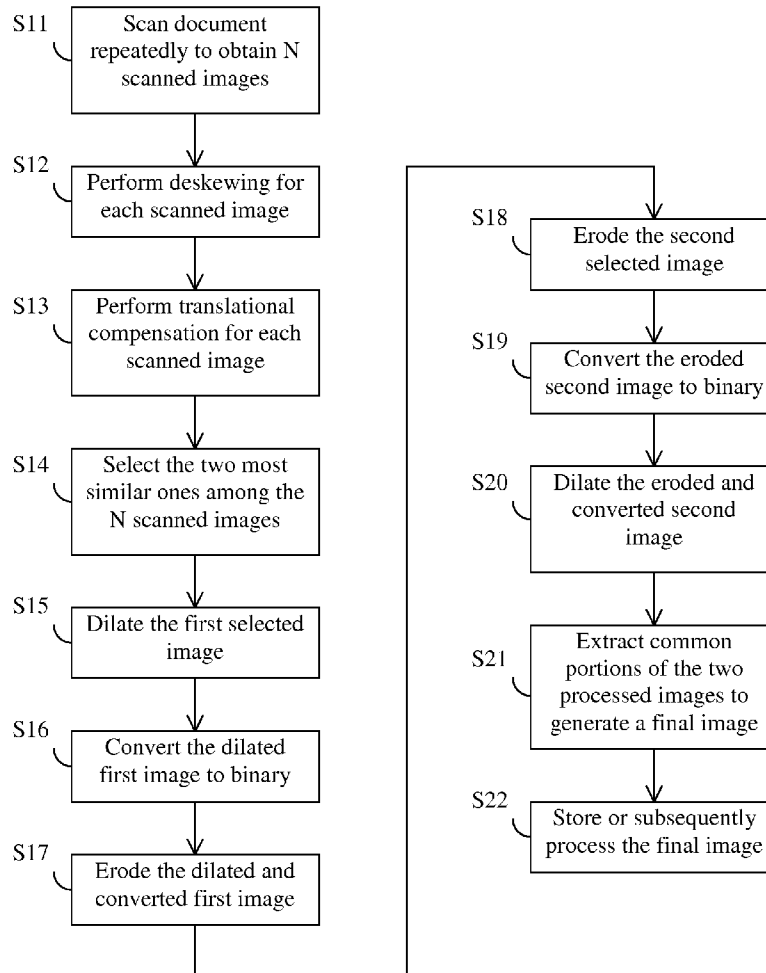 S11
Scan document
repeatedly to obtain N
scanned images
S12
Perform deskewing for
each scanned image
S13
Perform translational
compensation for each
scanned image
S14
Select the two most
similar ones among the
N scanned images
S15
Dilate the first selected
image
S16
Convert the dilated
first image to binary
S17
Erode the dilated and
converted first image
S18
Erode the second
selected image
S19
Convert the eroded
second image to binary
S20
Dilate the eroded and
converted second
image
S21
Extract common
portions of the two
processed images to
generate a final image
S22
Store or subsequently
process the final image